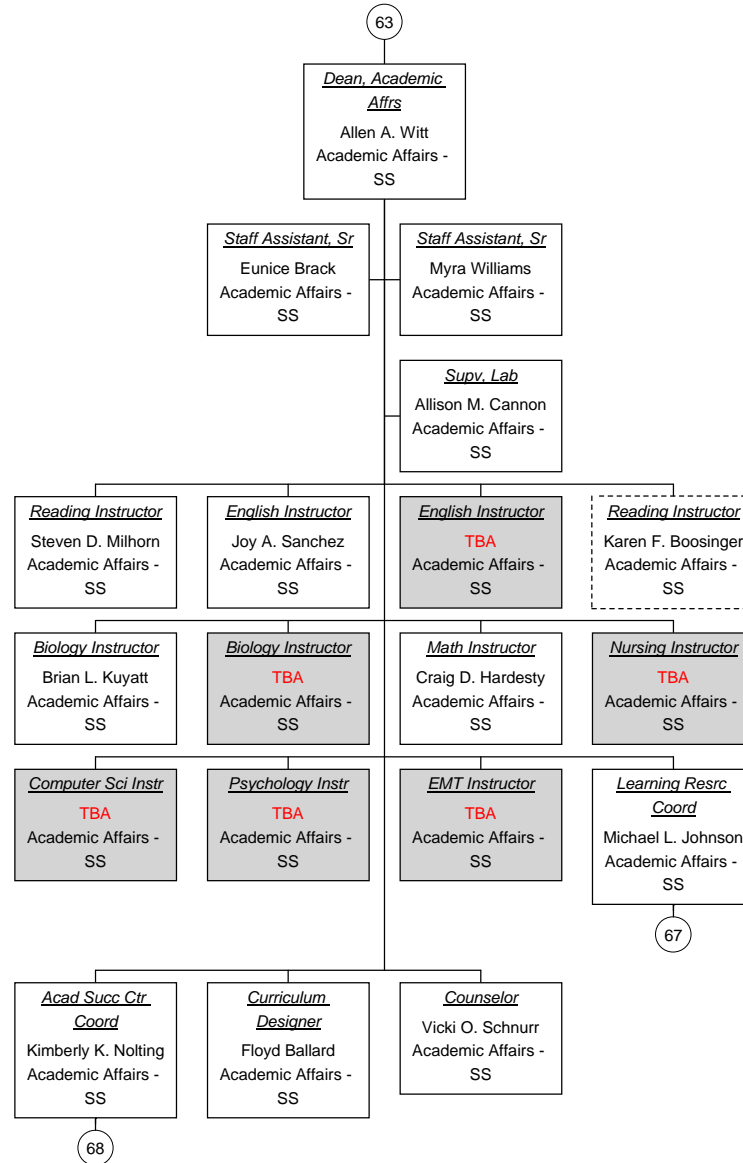 63
Dean, Academic
Affrs
Allen A. Witt
Academic Affairs -
SS
Staff Assistant, Sr
Eunice Brack
Academic Affairs -
SS
Staff Assistant, Sr
Myra Williams
Academic Affairs -
SS
Supv, Lab
Allison M. Cannon
Academic Affairs -
SS
Reading Instructor
Steven D. Milhorn
Academic Affairs -
SS
English Instructor
Joy A. Sanchez
Academic Affairs -
SS
English Instructor
TBA
Academic Affairs -
SS
Reading Instructor
Karen F. Boosinger
Academic Affairs -
SS
Biology Instructor
Brian L. Kuyatt
Academic Affairs -
SS
Biology Instructor
TBA
Academic Affairs -
SS
Math Instructor
Craig D. Hardesty
Academic Affairs -
SS
Nursing Instructor
TBA
Academic Affairs -
SS
Computer Sci Instr
TBA
Academic Affairs -
SS
Psychology Instr
TBA
Academic Affairs -
SS
EMT Instructor
TBA
Academic Affairs -
SS
Learning Resrc
Coord
Michael L. Johnson
Academic Affairs -
SS
67
Acad Succ Ctr
Coord
Kimberly K. Nolting
Academic Affairs -
SS
68
Curriculum
Designer
Floyd Ballard
Academic Affairs -
SS
Counselor
Vicki O. Schnurr
Academic Affairs -
SS